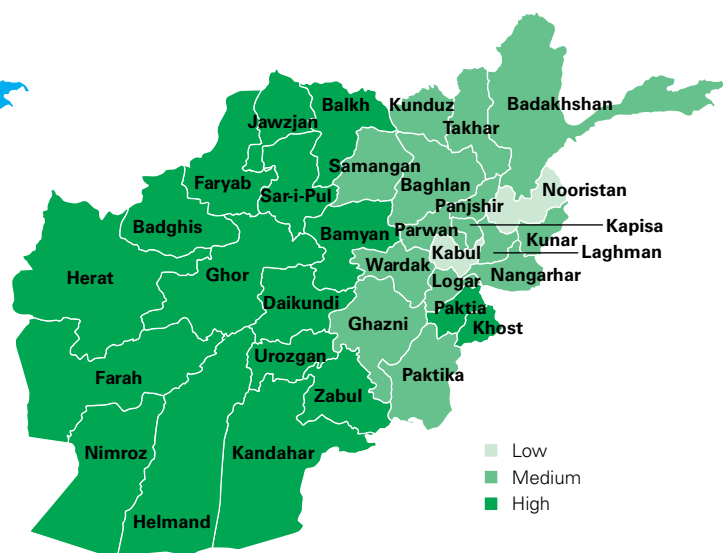 Balkh
Kunduz
Badakhshan
Jawzjan
Takhar
Samangan
Faryab
Baghlan
Nooristan
Sar-i-Pul
Panjshir
Badghis
Parwan
Kapisa
Bamyan
Kunar
Kabul
Laghman
Herat
Ghor
Wardak
Nangarhar
Logar
Daikundi
Paktia
Ghazni
Khost
Urozgan
Farah
Paktika
Zabul
Nimroz
Kandahar
Helmand
Low
Medium
High